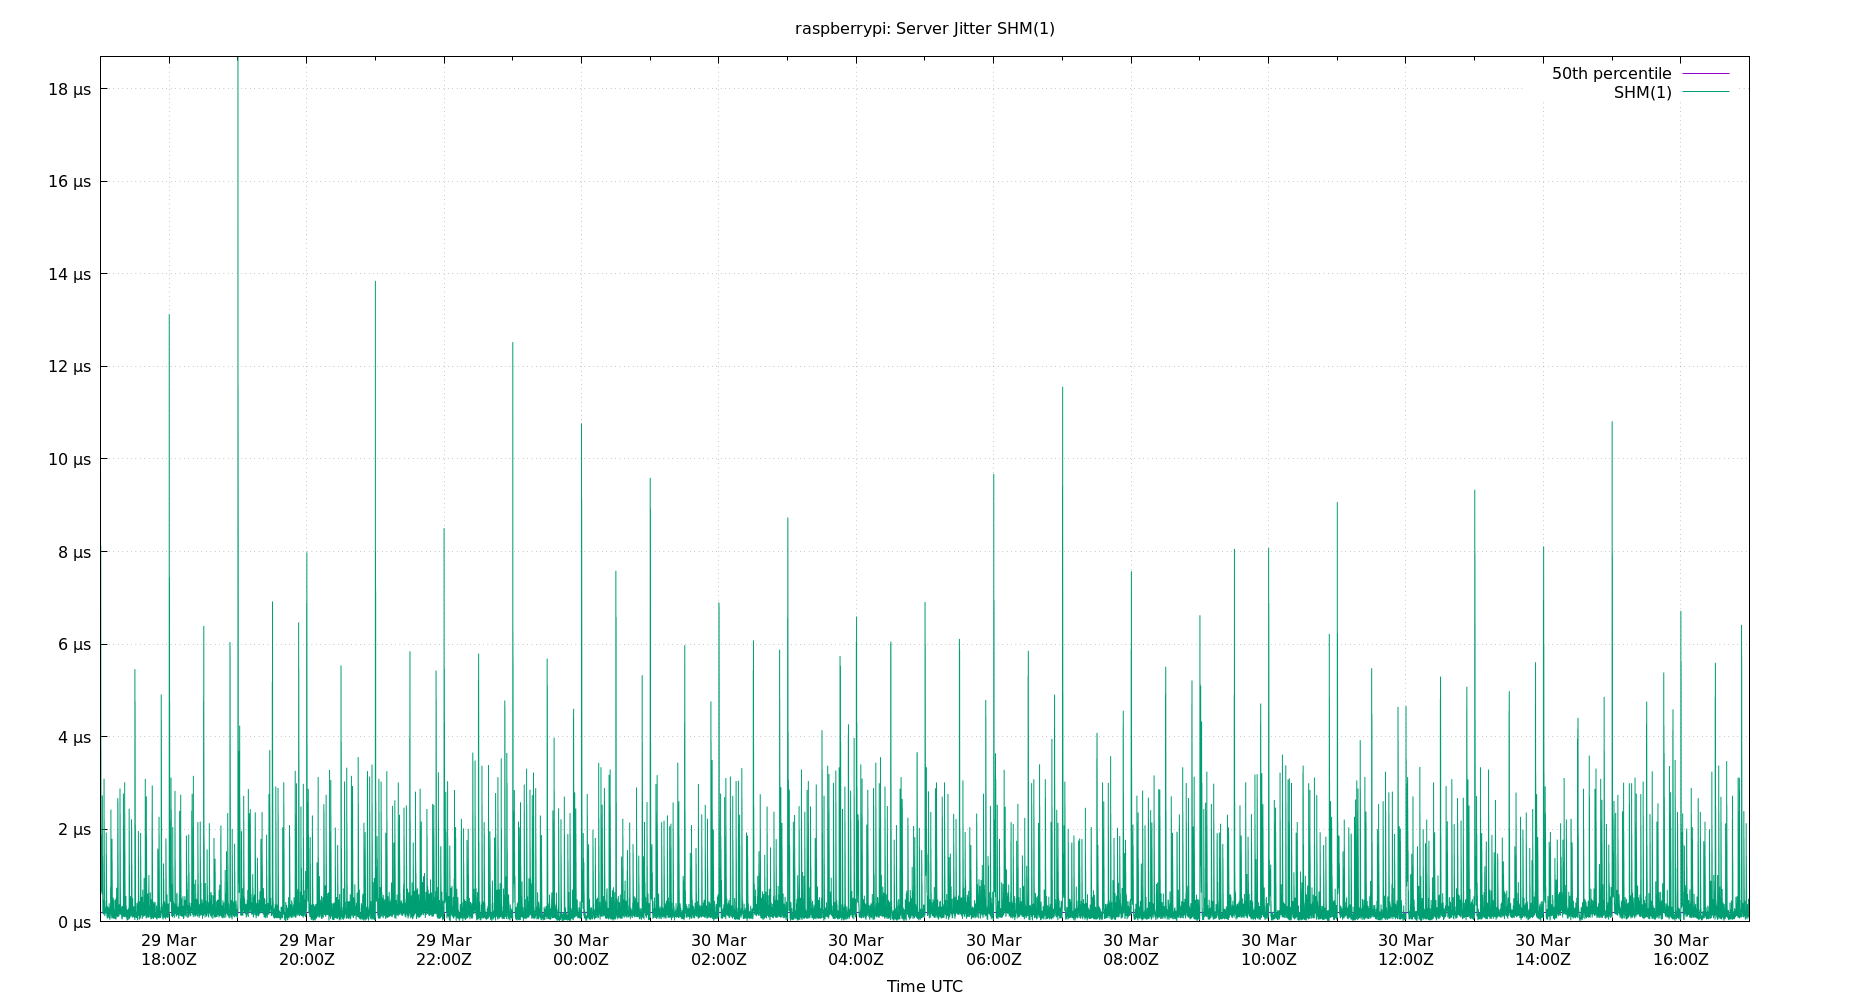 raspberrypi: Server Jitter SHM(1)
50th percentile
SHM(1)
18 µs
16 µs
14 µs
12 µs
10 µs
8 µs
6 µs
4 µs
2 µs
0 µs
29 Mar 29 Mar 29 Mar 30 Mar 30 Mar 30 Mar 30 Mar 30 Mar 30 Mar 30 Mar 30 Mar 30 Mar
18:00Z 20:00Z 22:00Z 00:00Z 02:00Z 04:00Z 06:00Z 08:00Z 10:00Z 12:00Z 14:00Z 16:00Z
Time UTC